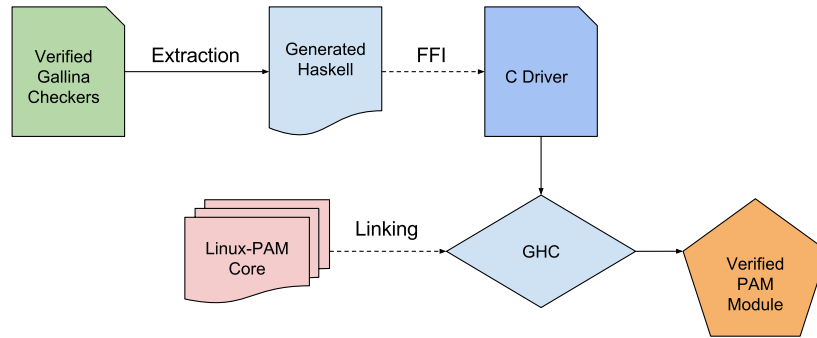 Verified
Gallina
Checkers
Extraction
Generated
Haskell
FFI
C Driver
Linux-PAM
Core
Linking
GHC
Verified
PAM
Module